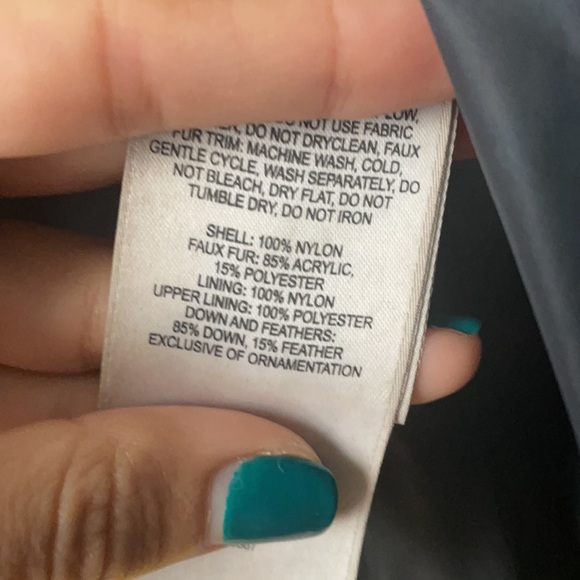 LOW,
DO NOT USE FABRIC
DO NOT DRYCLEAN, FAUX
FUR TRIM: MACHINE WASH, COLD,
GENTLE CYCLE, WASH SEPARATELY, DO
NOT BLEACH, DRY FLAT, DO NOT
TUMBLE DRY, DO NOT IRON
SHELL: 100% NYLON
FAUX FUR: 85% ACRYLIC,
15% POLYESTER
LINING: 100% NYLON
UPPER LINING: 100% POLYESTER
DOWN AND FEATHERS:
85% DOWN, 15% FEATHER
EXCLUSIVE OF ORNAMENTATION